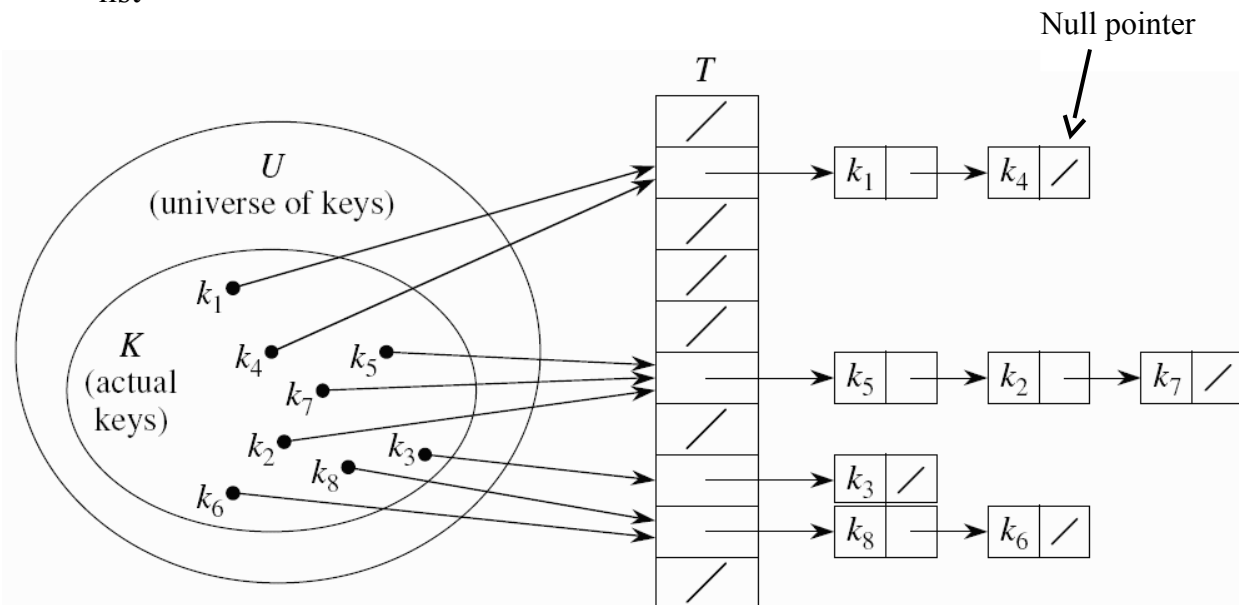 list
Null pointer
T
U
(universe of keys)
K
(actual
keys)
k1
k4
k5
k7
k2
k3
k8
k6
k1
k4
k5
k2
k7
k3
k8
k6